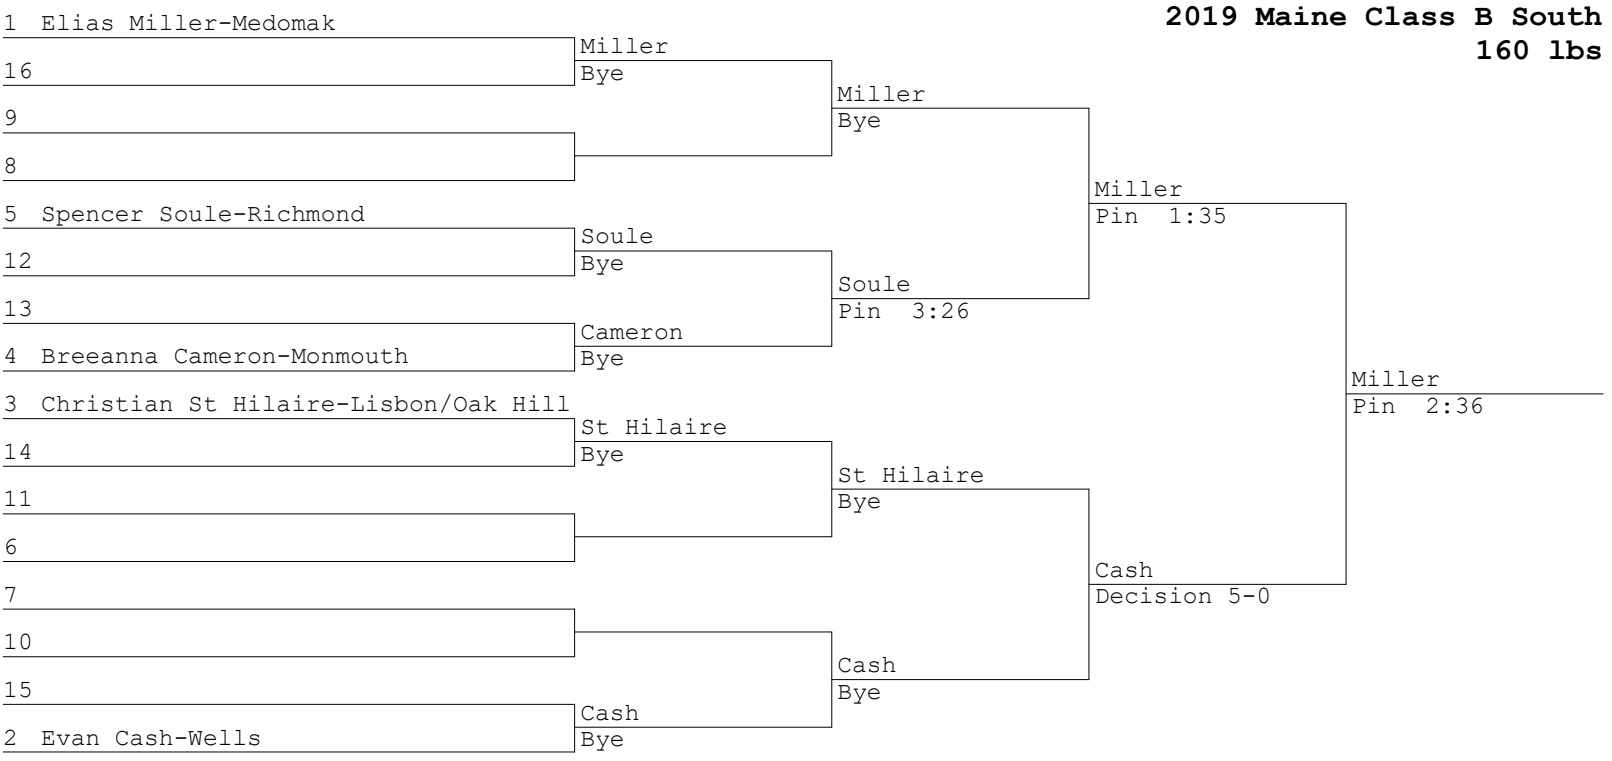 2019 Maine Class B South
160 lbs
1 Elias Miller-Medomak
16
9
8
5 Spencer Soule-Richmond
12
13
4 Breeanna Cameron-Monmouth
3 Christian St Hilaire-Lisbon/Oak Hill
14
11
6
7
10
15
2 Evan Cash-Wells
Miller
Bye
Soule
Bye
Cameron
Bye
St Hilaire
Bye
Cash
Bye
Miller
Bye
Soule
Pin 3:26
St Hilaire
Bye
Cash
Bye
Miller
Pin 1:35
Cash
Decision 5-0
Miller
Pin 2:36